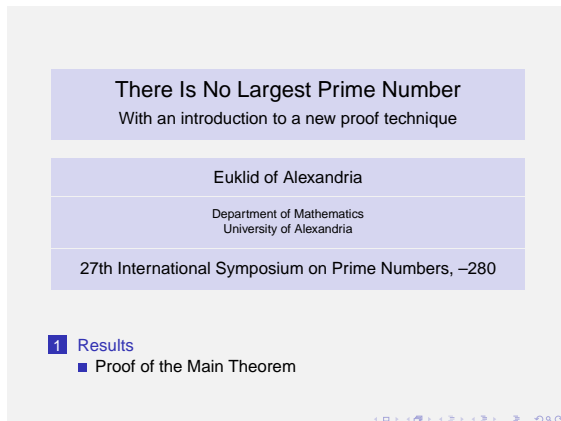 There Is No Largest Prime Number
With an introduction to a new proof technique
Euklid of Alexandria
Department of Mathematics
University of Alexandria
27th International Symposium on Prime Numbers, –280
1 Results
Proof of the Main Theorem